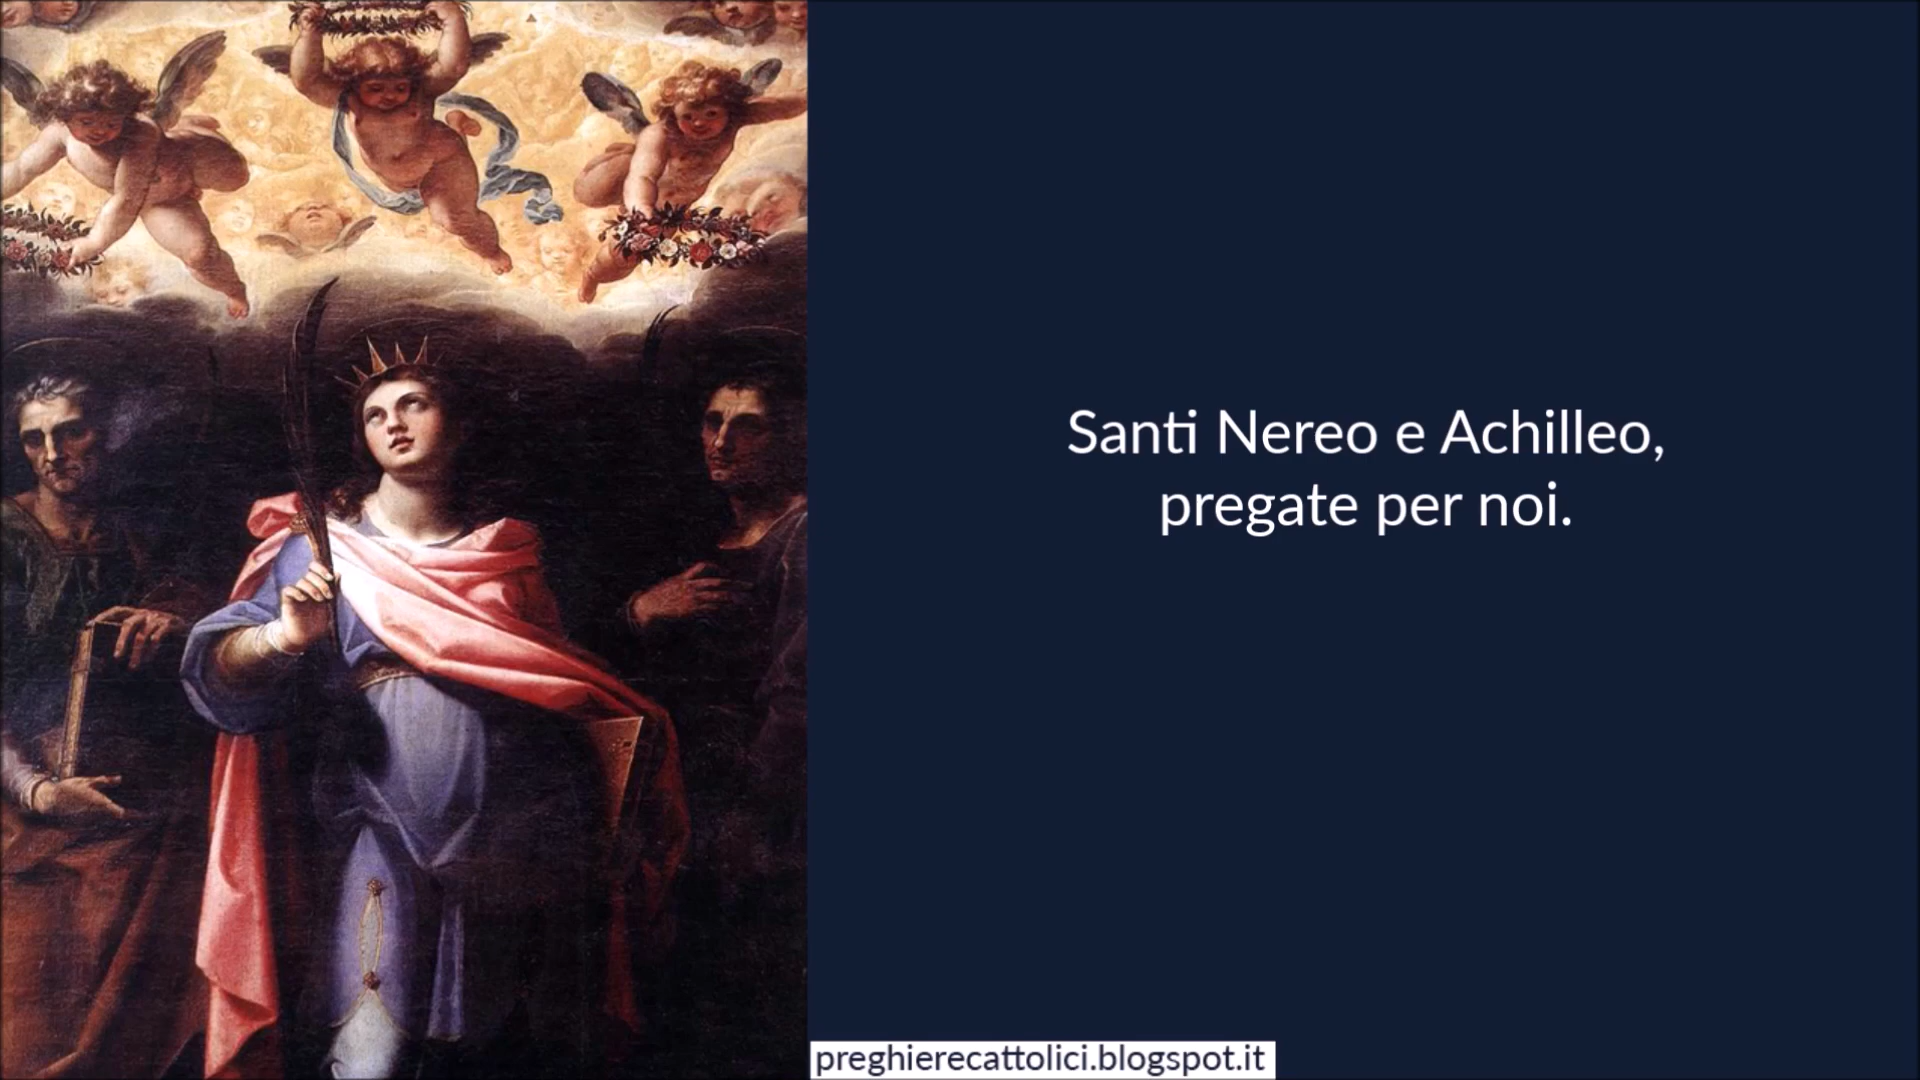 Santi Nereo e Achilleo,
pregate per noi.
preghierecattolici.blogspot.it